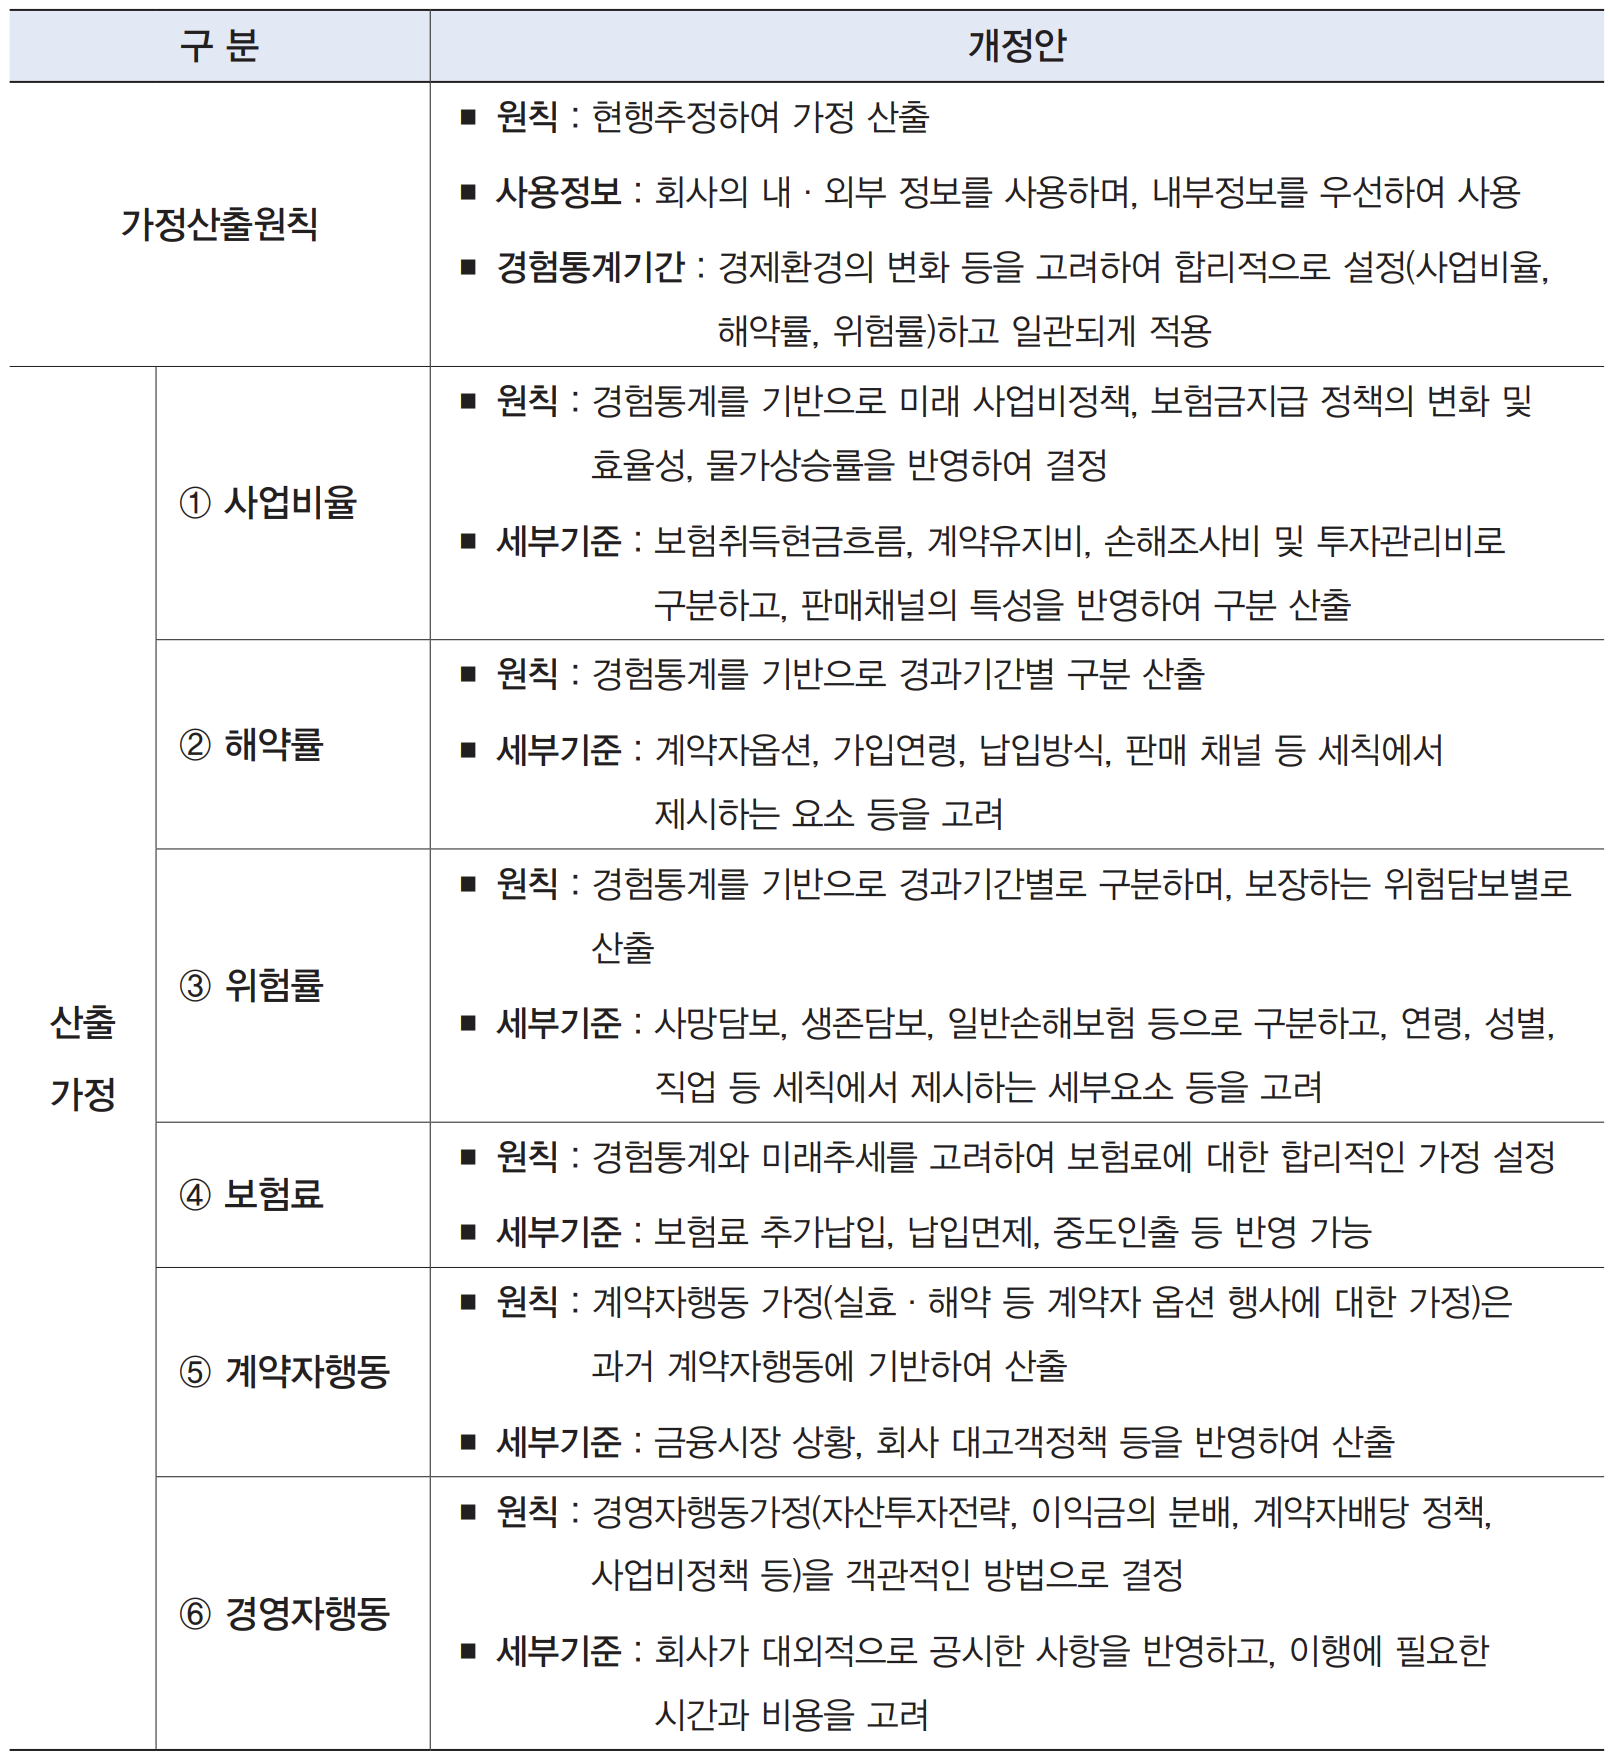 구 분
개정안
가정산출원칙
■ 원칙 : 현행추정하여 가정 산출
■ 사용정보 : 회사의 내 · 외부 정보를 사용하며, 내부정보를 우선하여 사용
■ 경험통계기간 : 경제환경의 변화 등을 고려하여 합리적으로 설정(사업비율,
해약률, 위험률)하고 일관되게 적용
산출
가정
① 사업비율
■ 원칙 : 경험통계를 기반으로 미래 사업비정책, 보험금지급 정책의 변화 및
효율성, 물가상승률을 반영하여 결정
■ 세부기준 : 보험취득현금흐름, 계약유지비, 손해조사비 및 투자관리비로
구분하고, 판매채널의 특성을 반영하여 구분 산출
② 해약률
■ 원칙 : 경험통계를 기반으로 경과기간별 구분 산출
■ 세부기준 : 계약자옵션, 가입연령, 납입방식, 판매 채널 등 세칙에서
제시하는 요소 등을 고려
③ 위험률
■ 원칙 : 경험통계를 기반으로 경과기간별로 구분하며, 보장하는 위험담보별로
산출
■ 세부기준 : 사망담보, 생존담보, 일반손해보험 등으로 구분하고, 연령, 성별,
직업 등 세칙에서 제시하는 세부요소 등을 고려
④ 보험료
■ 원칙 : 경험통계와 미래추세를 고려하여 보험료에 대한 합리적인 가정 설정
■ 세부기준 : 보험료 추가납입, 납입면제, 중도인출 등 반영 가능
⑤ 계약자행동
■ 원칙 : 계약자행동 가정(실효 · 해약 등 계약자 옵션 행사에 대한 가정)은
과거 계약자행동에 기반하여 산출
■ 세부기준 : 금융시장 상황, 회사 대고객정책 등을 반영하여 산출
⑥ 경영자행동
■ 원칙 : 경영자행동가정(자산투자전략, 이익금의 분배, 계약자배당 정책,
사업비정책 등)을 객관적인 방법으로 결정
■ 세부기준 : 회사가 대외적으로 공시한 사항을 반영하고, 이행에 필요한
시간과 비용을 고려